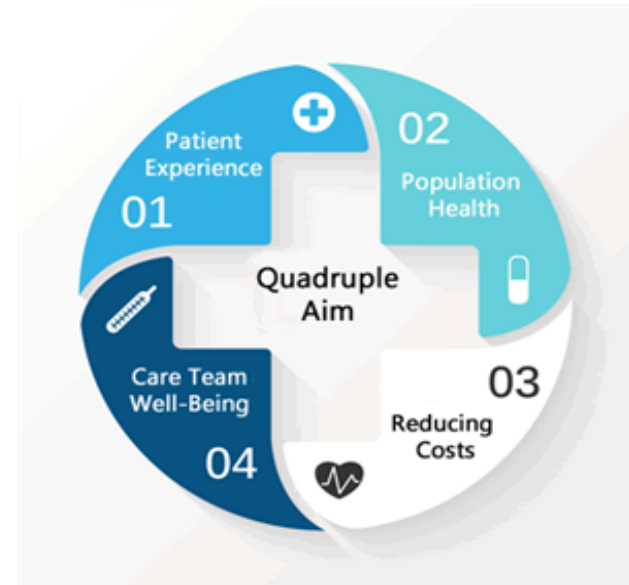 Patient
Experience
01
02
Population
Health
Quadruple
Aim
03
Reducing
Costs
Care Team
Well-Being
04